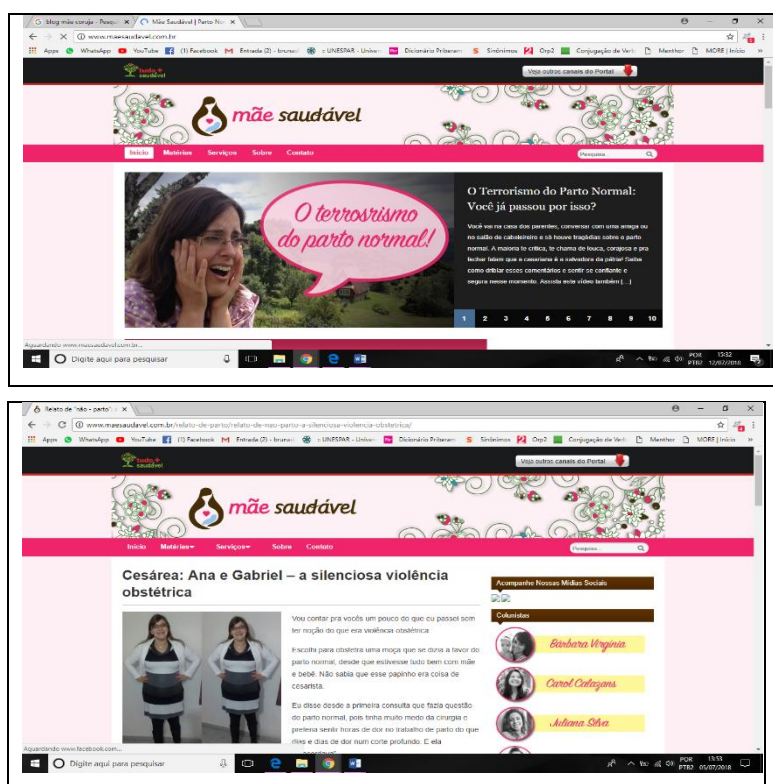 blog mãe coruja - Pesqui
Mãe Saudável | Parto No
www.maesaudavel.com.br
Apps WhatsApp YouTube (1) Facebook Entrada (2) - brunav UNESPAR - Univer Dicionário Priberam Sinônimos Orp2 Conjugação de Verb Menthor MORE | Início »
tudo +
saudável
Veja outros canais do Portal
mãe saudável
Início Matérias Serviços Sobre Contato
Pesquisa...
O terrosrismo
do parto normal!
O Terrorismo do Parto Normal:
Você já passou por isso?
Você vai na casa dos parentes, conversar com uma amiga ou
no salão de cabeleireiro e só houve tragédias sobre o parto
normal. A maioria te critica, te chama de louca, corajosa e pra
fechar falam que a cesariana é a salvadora da pátria! Saiba
como driblar esses comentários e sentir se confiante e
segura nesse momento. Assista este vídeo também [...]
1 2 3 4 5 6 7 8 9 10
Aguardando www.maesaudavel.com.br...
Digite aqui para pesquisar
POR 15:32
PTB2 12/07/2018
Relato de "não - parto":
www.maesaudavel.com.br/relato-de-parto/relato-de-nao-parto-a-silenciosa-violencia-obstetrica/
Apps WhatsApp YouTube (1) Facebook Entrada (2) - brunav UNESPAR - Univer Dicionário Priberam Sinônimos Orp2 Conjugação de Verb Menthor MORE | Início »
tudo +
saudável
Veja outros canais do Portal
mãe saudável
Início Matérias Serviços Sobre Contato
Pesquisa...
Cesárea: Ana e Gabriel – a silenciosa violência
obstétrica
Vou contar pra vocês um pouco do que eu passei sem
ter noção do que era violência obstétrica
Escolhi para obstetra uma moça que se dizia a favor do
parto normal, desde que estivesse tudo bem com mãe
e bebê. Não sabia que esse papinho era coisa de
cesarista.
Eu disse desde a primeira consulta que fazia questão
do parto normal, pois tinha muito medo da cirurgia e
preferia sentir horas de dor no trabalho de parto do que
dias e dias de dor num corte profundo. E ela
Acompanhe Nossas Mídias Sociais
Colunistas
Bárbara Virgínia
Carol Calazans
Juliana Silva
Aguardando www.facebook.com...
Digite aqui para pesquisar
POR 13:53
PTB2 05/07/2018